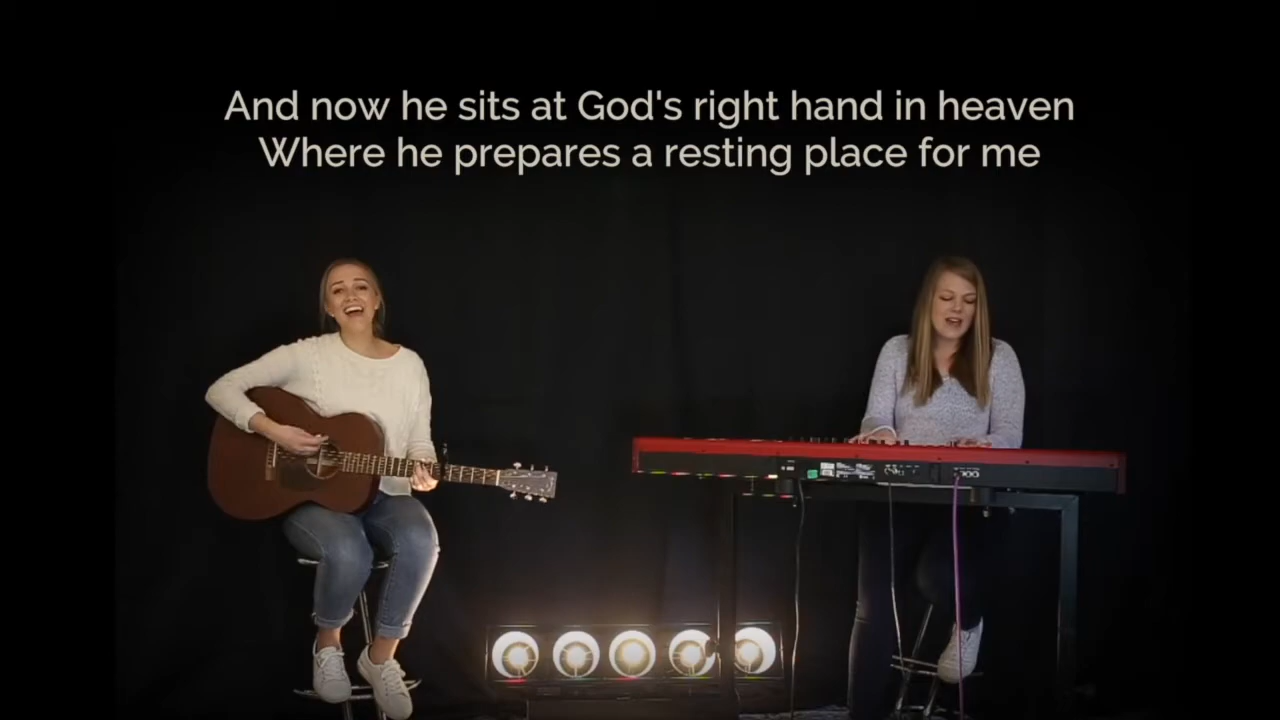 And now he sits at God's right hand in heaven
Where he prepares a resting place for me